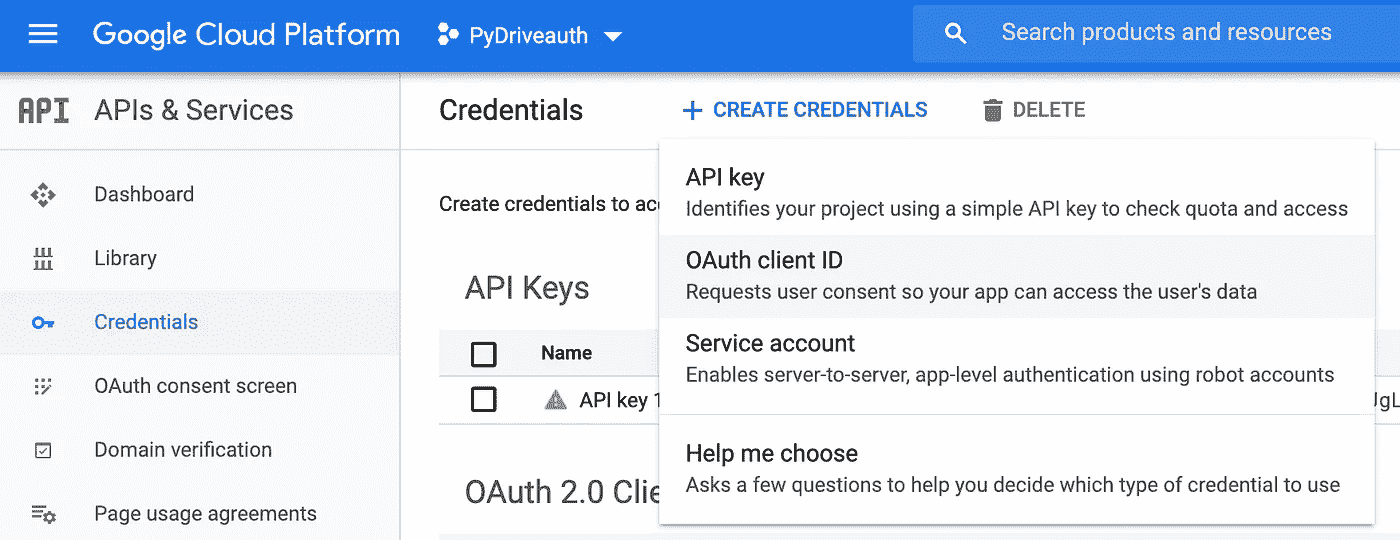 Google Cloud Platform
PyDriveauth
Search products and resources
API
APIs & Services
Dashboard
Library
Credentials
OAuth consent screen
Domain verification
Page usage agreements
Credentials
CREATE CREDENTIALS
DELETE
Create credentials to
API Keys
Name
API key 1
OAuth 2.0
API key
Identifies your project using a simple API key to check quota and access
OAuth client ID
Requests user consent so your app can access the user's data
Service account
Enables server-to-server, app-level authentication using robot accounts
Help me choose
Asks a few questions to help you decide which type of credential to use